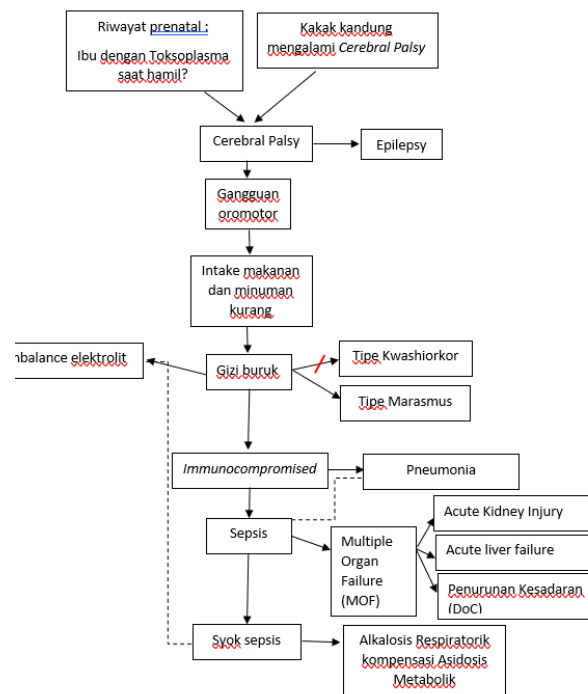 Riwayat prenatal :
Ibu dengan Toksoplasma
saat hamil?
Kakak kandung
mengalami Cerebral Palsy
Cerebral Palsy
Epilepsy
Gangguan
oromotor
Intake makanan
dan minuman
kurang
mbalance elektrolit
Gizi buruk
Tipe Kwashiorkor
Tipe Marasmus
Immunocompromised
Pneumonia
Sepsis
Multiple
Organ
Failure
(MOF)
Acute Kidney Injury
Acute liver failure
Penurunan Kesadaran
(DoC)
Syok sepsis
Alkalosis Respiratorik
kompensasi Asidosis
Metabolik